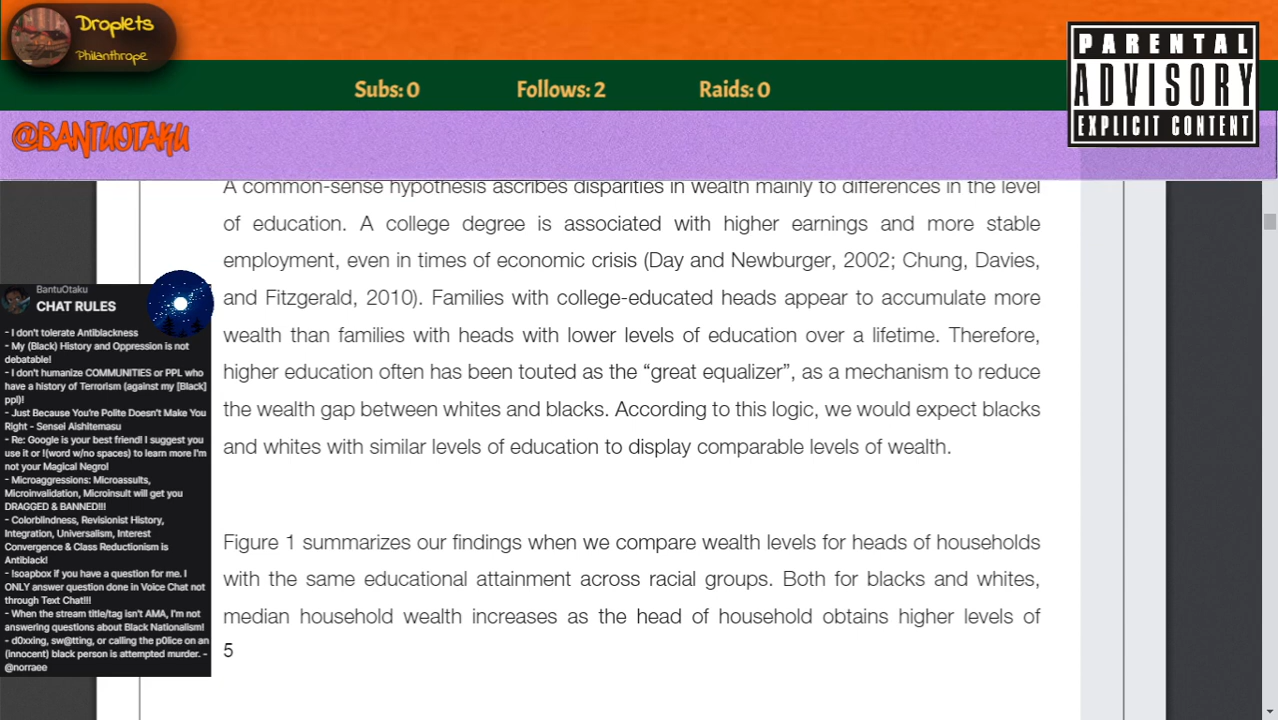 Droplets
Philanthrope
Subs: 0
Follows: 2
Raids: 0
PARENTAL
ADVISORY
EXPLICIT CONTENT
@BANTUOTAKU
A common-sense hypothesis ascribes disparities in wealth mainly to differences in the level
of education. A college degree is associated with higher earnings and more stable
employment, even in times of economic crisis (Day and Newburger, 2002; Chung, Davies,
and Fitzgerald, 2010). Families with college-educated heads appear to accumulate more
wealth than families with heads with lower levels of education over a lifetime. Therefore,
higher education often has been touted as the “great equalizer”, as a mechanism to reduce
the wealth gap between whites and blacks. According to this logic, we would expect blacks
and whites with similar levels of education to display comparable levels of wealth.
Figure 1 summarizes our findings when we compare wealth levels for heads of households
with the same educational attainment across racial groups. Both for blacks and whites,
median household wealth increases as the head of household obtains higher levels of
5
BantuOtaku
CHAT RULES
- I don't tolerate Antiblackness
- My (Black) History and Oppression is not
debatable!
- I don't humanize COMMUNITIES or PPL who
have a history of Terrorism (against my [Black]
ppl)!
- Just Because You're Polite Doesn't Make You
Right - Sensei Aishitemasu
- Re: Google is your best friend! I suggest you
use it or !(word w/no spaces) to learn more I'm
not your Magical Negro!
- Microaggressions: Microassults,
Microinvalidation, Microinsult will get you
DRAGGED & BANNED!!!
- Colorblindness, Revisionist History,
Integration, Universalism, Interest
Convergence & Class Reductionism is
Antiblack!
- !soapbox if you have a question for me. I
ONLY answer question done in Voice Chat not
through Text Chat!!!
- When the stream title/tag isn't AMA, I'm not
answering questions about Black Nationalism!
- d0xxing, sw@tting, or calling the p0lice on an
(innocent) black person is attempted murder. -
@norraee